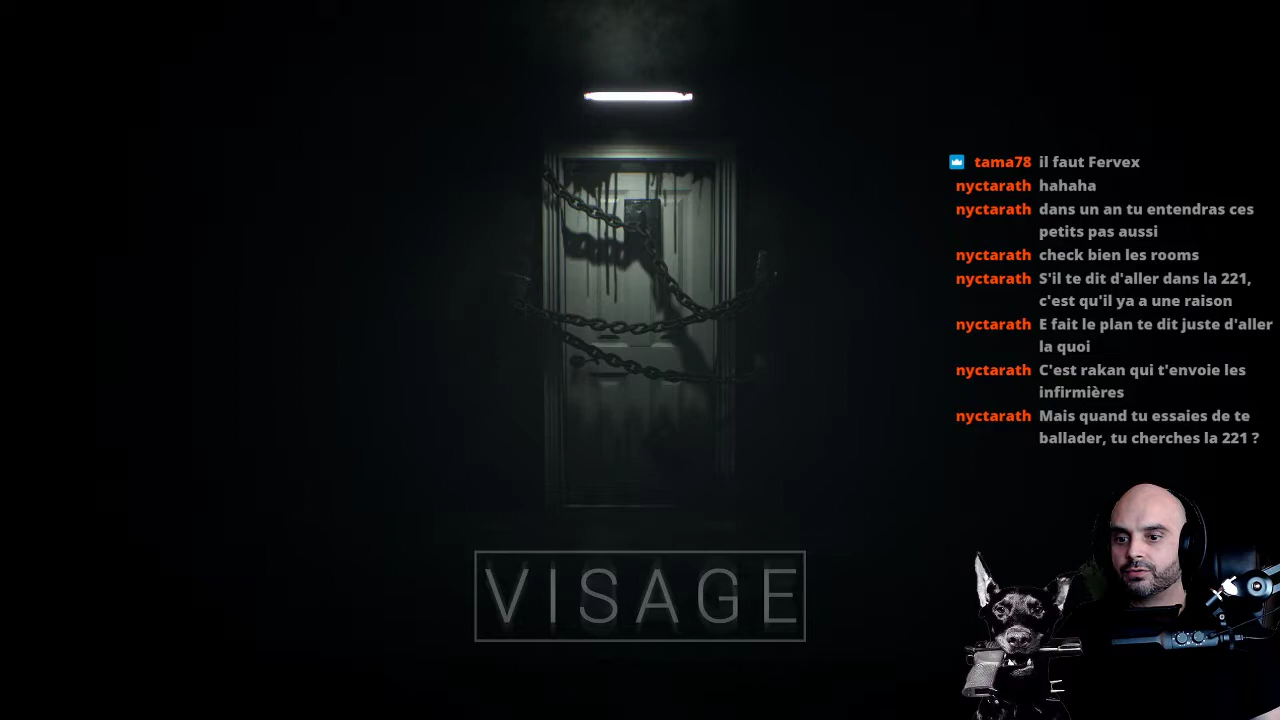 tama78 il faut Fervex
nyctarath hahaha
nyctarath dans un an tu entendras ces
petits pas aussi
nyctarath check bien les rooms
nyctarath S'il te dit d'aller dans la 221,
c'est qu'il ya a une raison
nyctarath E fait le plan te dit juste d'aller
la quoi
nyctarath C'est rakan qui t'envoie les
infirmières
nyctarath Mais quand tu essaies de te
ballader, tu cherches la 221 ?
VISAGE